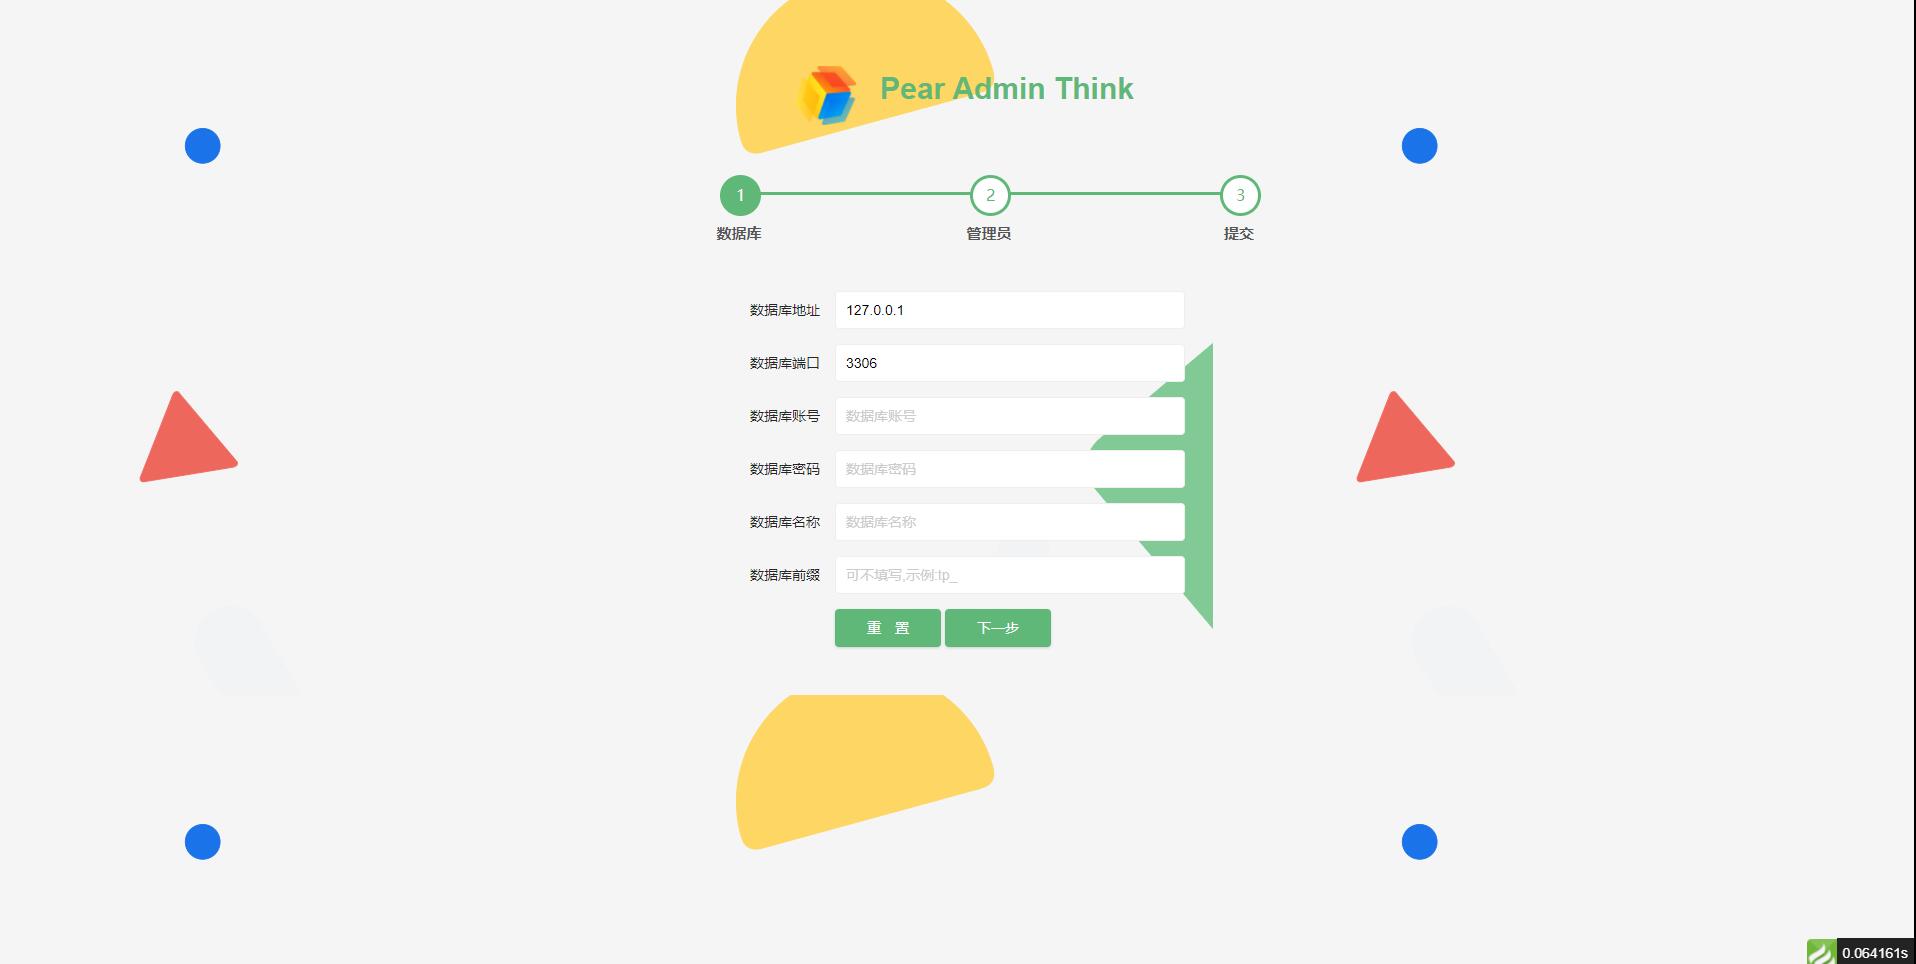 Pear Admin Think
1
2
3
数据库
管理员
提交
数据库地址
127.0.0.1
数据库端口
3306
数据库账号
数据库账号
数据库密码
数据库密码
数据库名称
数据库名称
数据库前缀
可不填写,示例:tp_
重 置
下一步
0.064161s